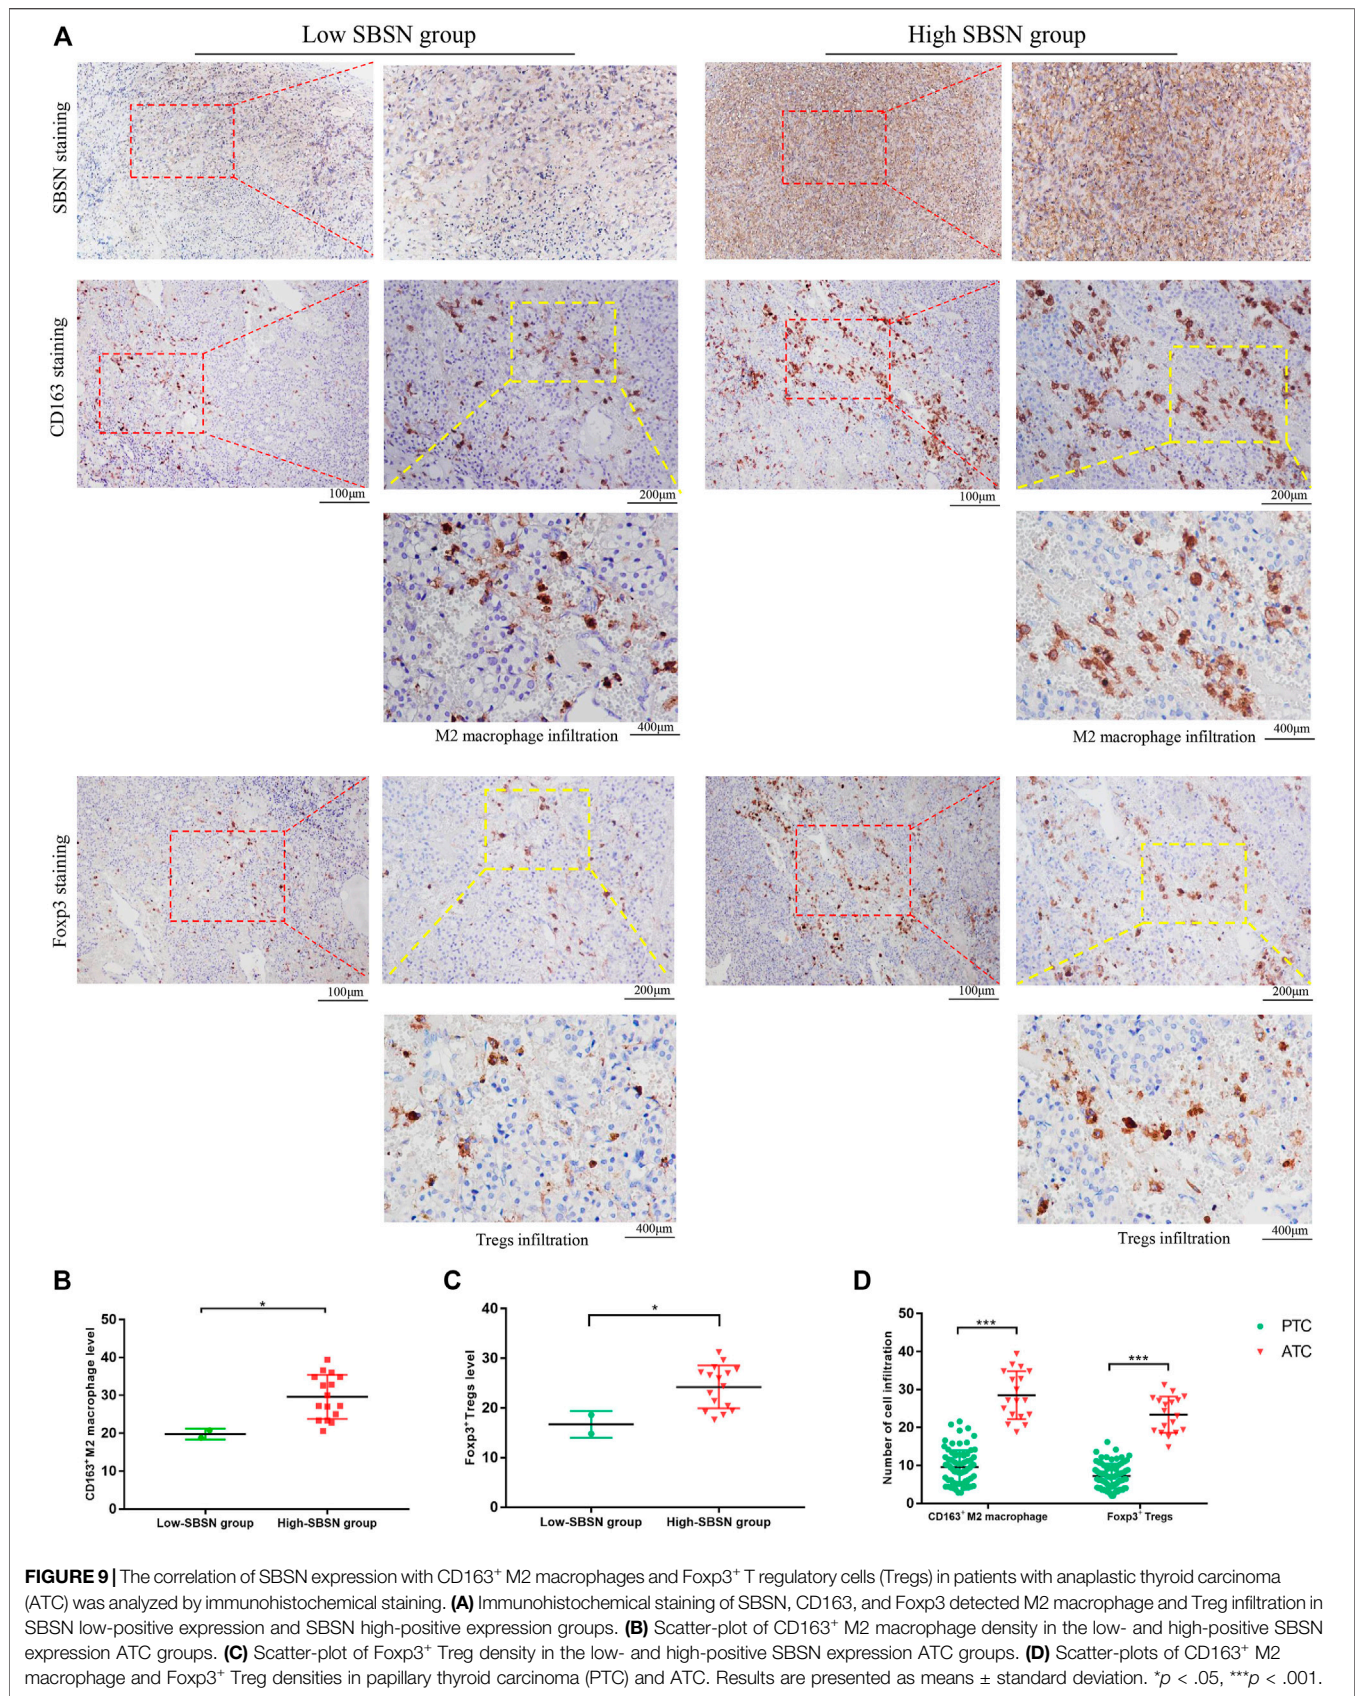 A
Low SBSN group
High SBSN group
SBSN staining
CD163 staining
100μm
200μm
100μm
200μm
M2 macrophage infiltration
400μm
M2 macrophage infiltration
400μm
Foxp3 staining
100μm
200μm
100μm
200μm
Tregs infiltration
400μm
Tregs infiltration
400μm
B
CD163+ M2 macrophage level
50
40
30
20
10
0
*
Low-SBSN group
High-SBSN group
C
Foxp3+Tregs level
40
30
20
10
0
*
Low-SBSN group
High-SBSN group
D
Number of cell infiltration
50
40
30
20
10
0
***
***
CD163+ M2 macrophage
Foxp3+ Tregs
PTC
ATC
FIGURE 9 | The correlation of SBSN expression with CD163+ M2 macrophages and Foxp3+ T regulatory cells (Tregs) in patients with anaplastic thyroid carcinoma
(ATC) was analyzed by immunohistochemical staining. (A) Immunohistochemical staining of SBSN, CD163, and Foxp3 detected M2 macrophage and Treg infiltration in
SBSN low-positive expression and SBSN high-positive expression groups. (B) Scatter-plot of CD163+ M2 macrophage density in the low- and high-positive SBSN
expression ATC groups. (C) Scatter-plot of Foxp3+ Treg density in the low- and high-positive SBSN expression ATC groups. (D) Scatter-plots of CD163+ M2
macrophage and Foxp3+ Treg densities in papillary thyroid carcinoma (PTC) and ATC. Results are presented as means ± standard deviation. *p < .05, ***p < .001.